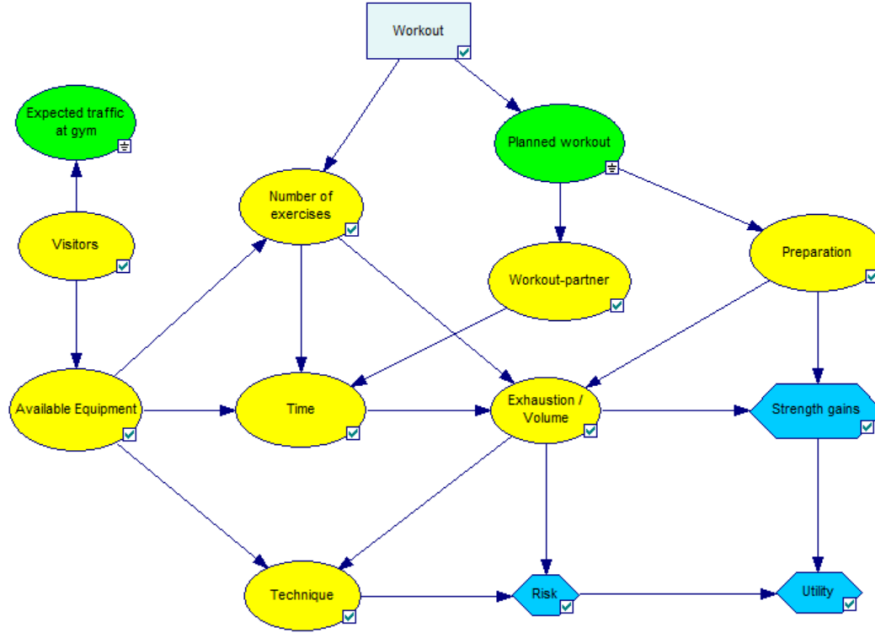 Workout
Expected traffic
at gym
Planned workout
Number of
exercises
Visitors
Preparation
Workout-partner
Available Equipment
Time
Exhaustion /
Volume
Strength gains
Technique
Risk
Utility